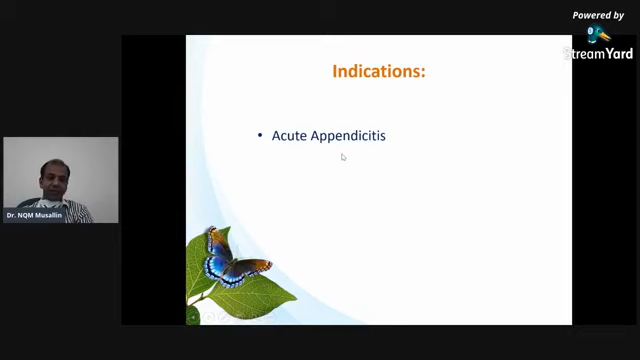 Powered by
StreamYard
Indications:
• Acute Appendicitis
Dr. NQM Musallin